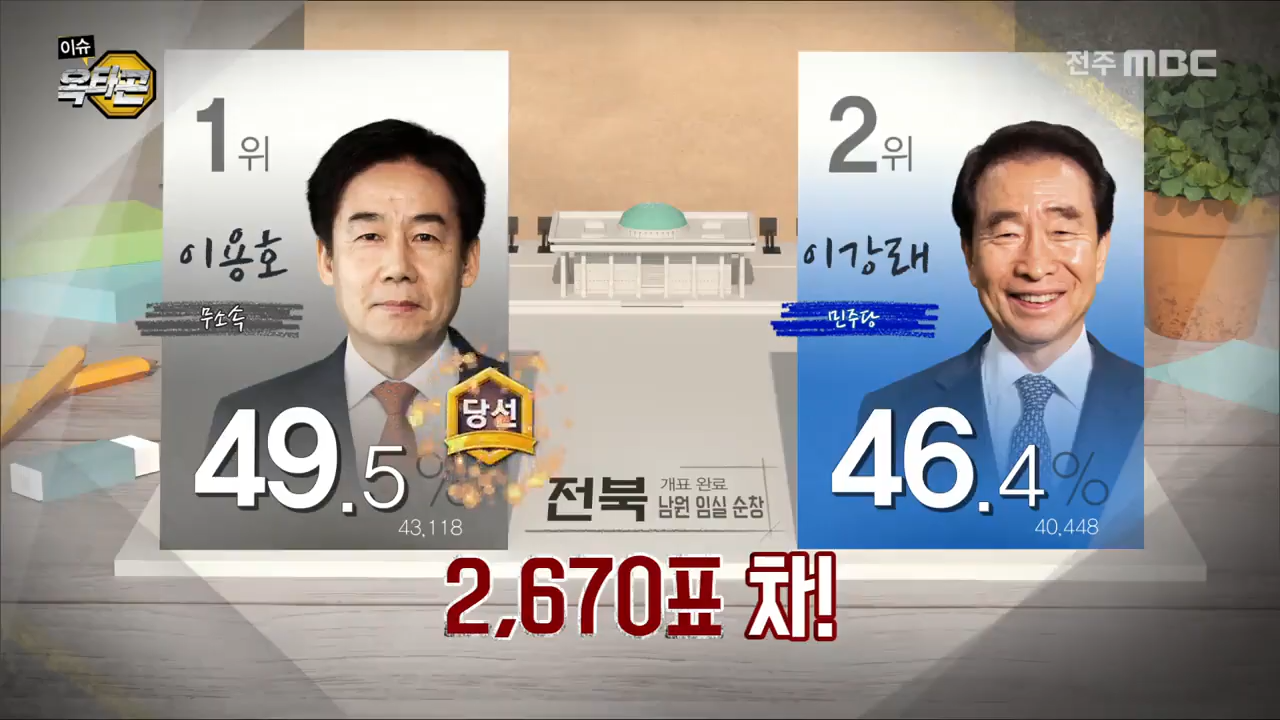 이슈
옥타곤
전주 MBC
1위
이용호
무소속
당선
49.5%
43,118
2위
이강래
민주당
46.4%
40,448
전북
개표 완료
남원 임실 순창
2,670표 차!